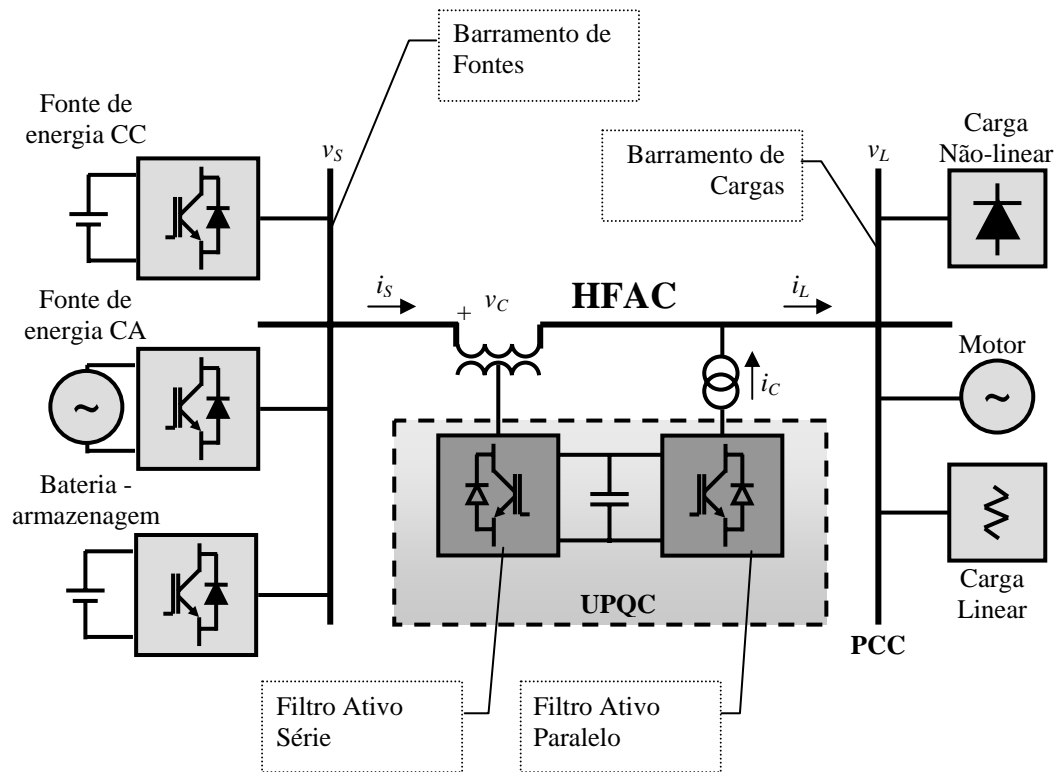 Barramento de
Fontes
Fonte de
energia CC
v_S
Barramento de
Cargas
v_L
Carga
Não-linear
i_S
+
v_C
HFAC
i_L
Fonte de
energia CA
~
i_C
Motor
~
Bateria -
armazenagem
UPQC
Carga
Linear
PCC
Filtro Ativo
Série
Filtro Ativo
Paralelo